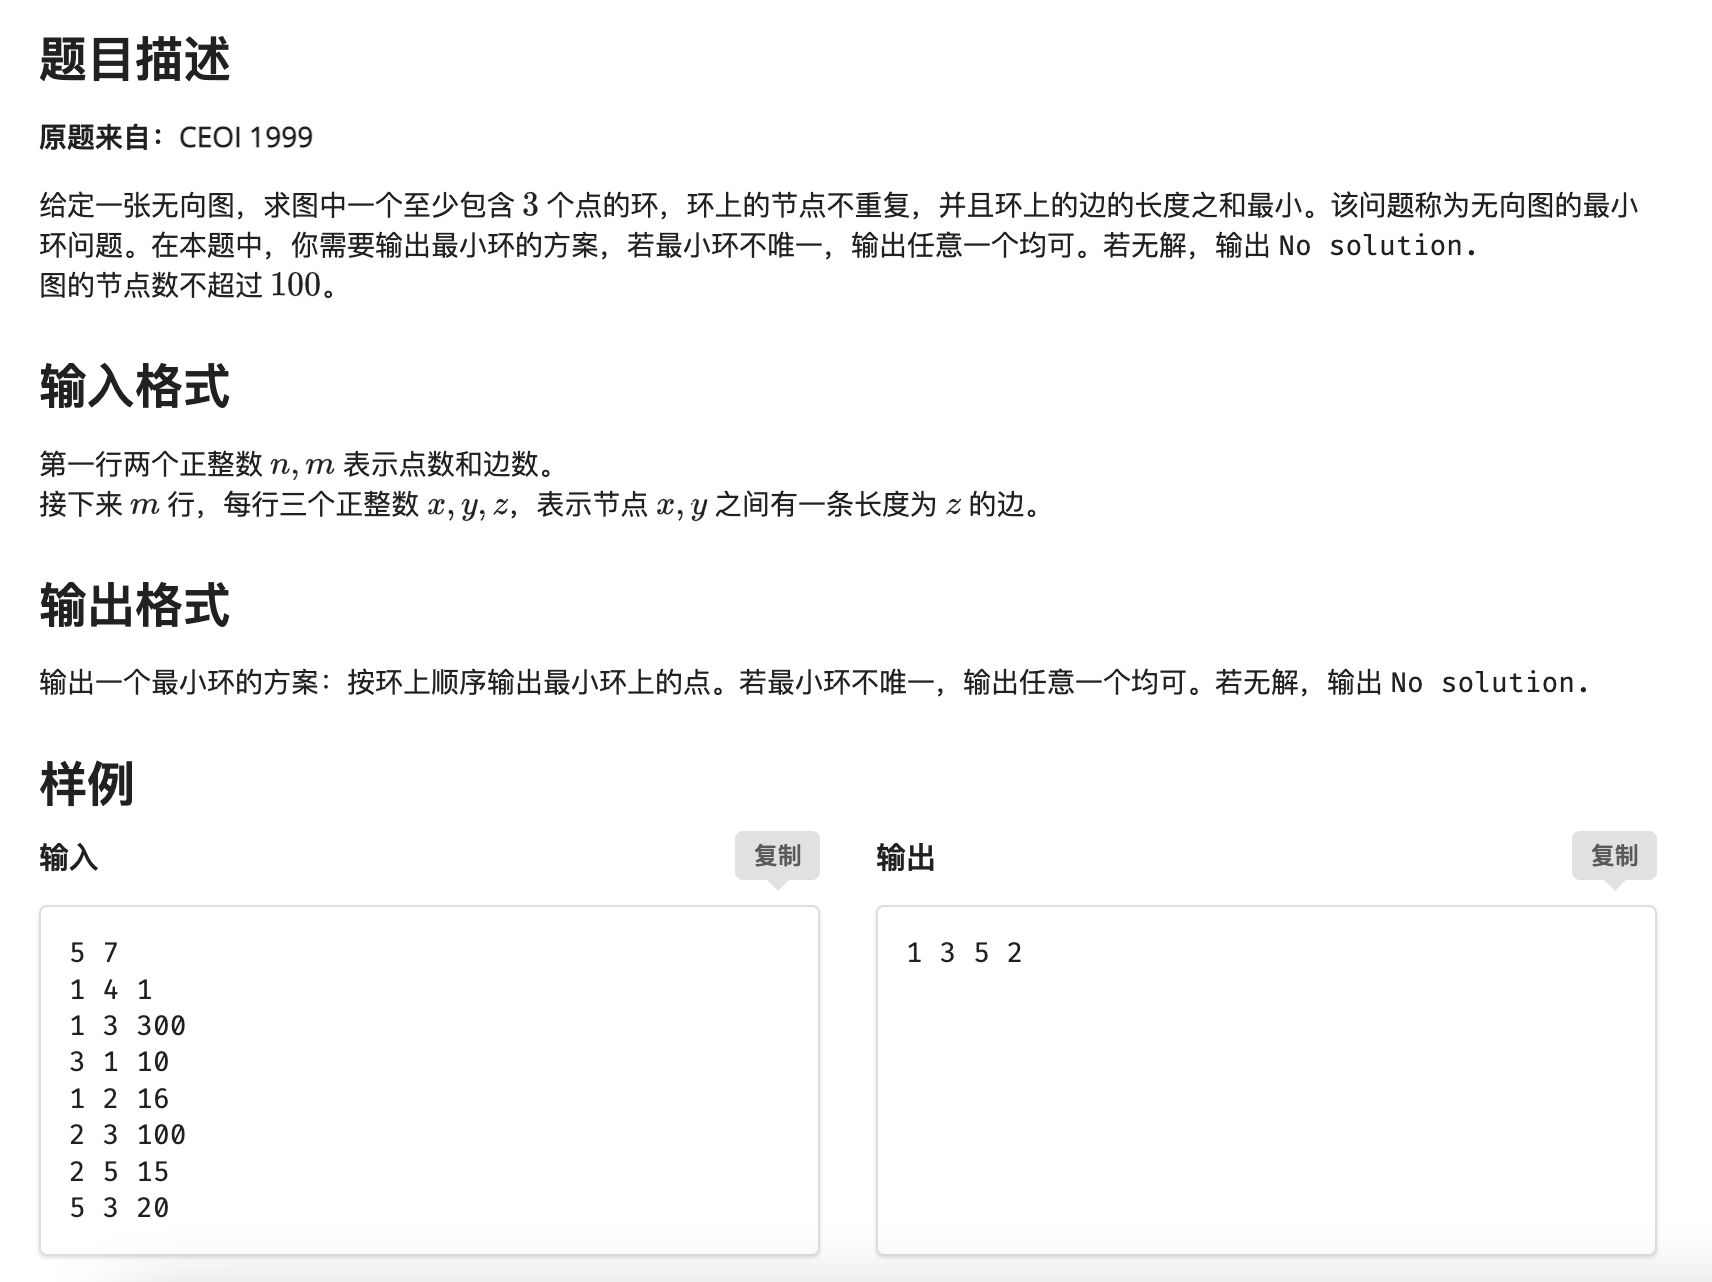 题目描述
原题来自：CEOI 1999
给定一张无向图，求图中一个至少包含 3 个点的环，环上的节点不重复，并且环上的边的长度之和最小。该问题称为无向图的最小
环问题。在本题中，你需要输出最小环的方案，若最小环不唯一，输出任意一个均可。若无解，输出 No solution.
图的节点数不超过 100。
输入格式
第一行两个正整数 n, m 表示点数和边数。
接下来 m 行，每行三个正整数 x, y, z，表示节点 x, y 之间有一条长度为 z 的边。
输出格式
输出一个最小环的方案：按环上顺序输出最小环上的点。若最小环不唯一，输出任意一个均可。若无解，输出 No solution.
样例
输入 复制
5 7
1 4 1
1 3 300
3 1 10
1 2 16
2 3 100
2 5 15
5 3 20
输出 复制
1 3 5 2